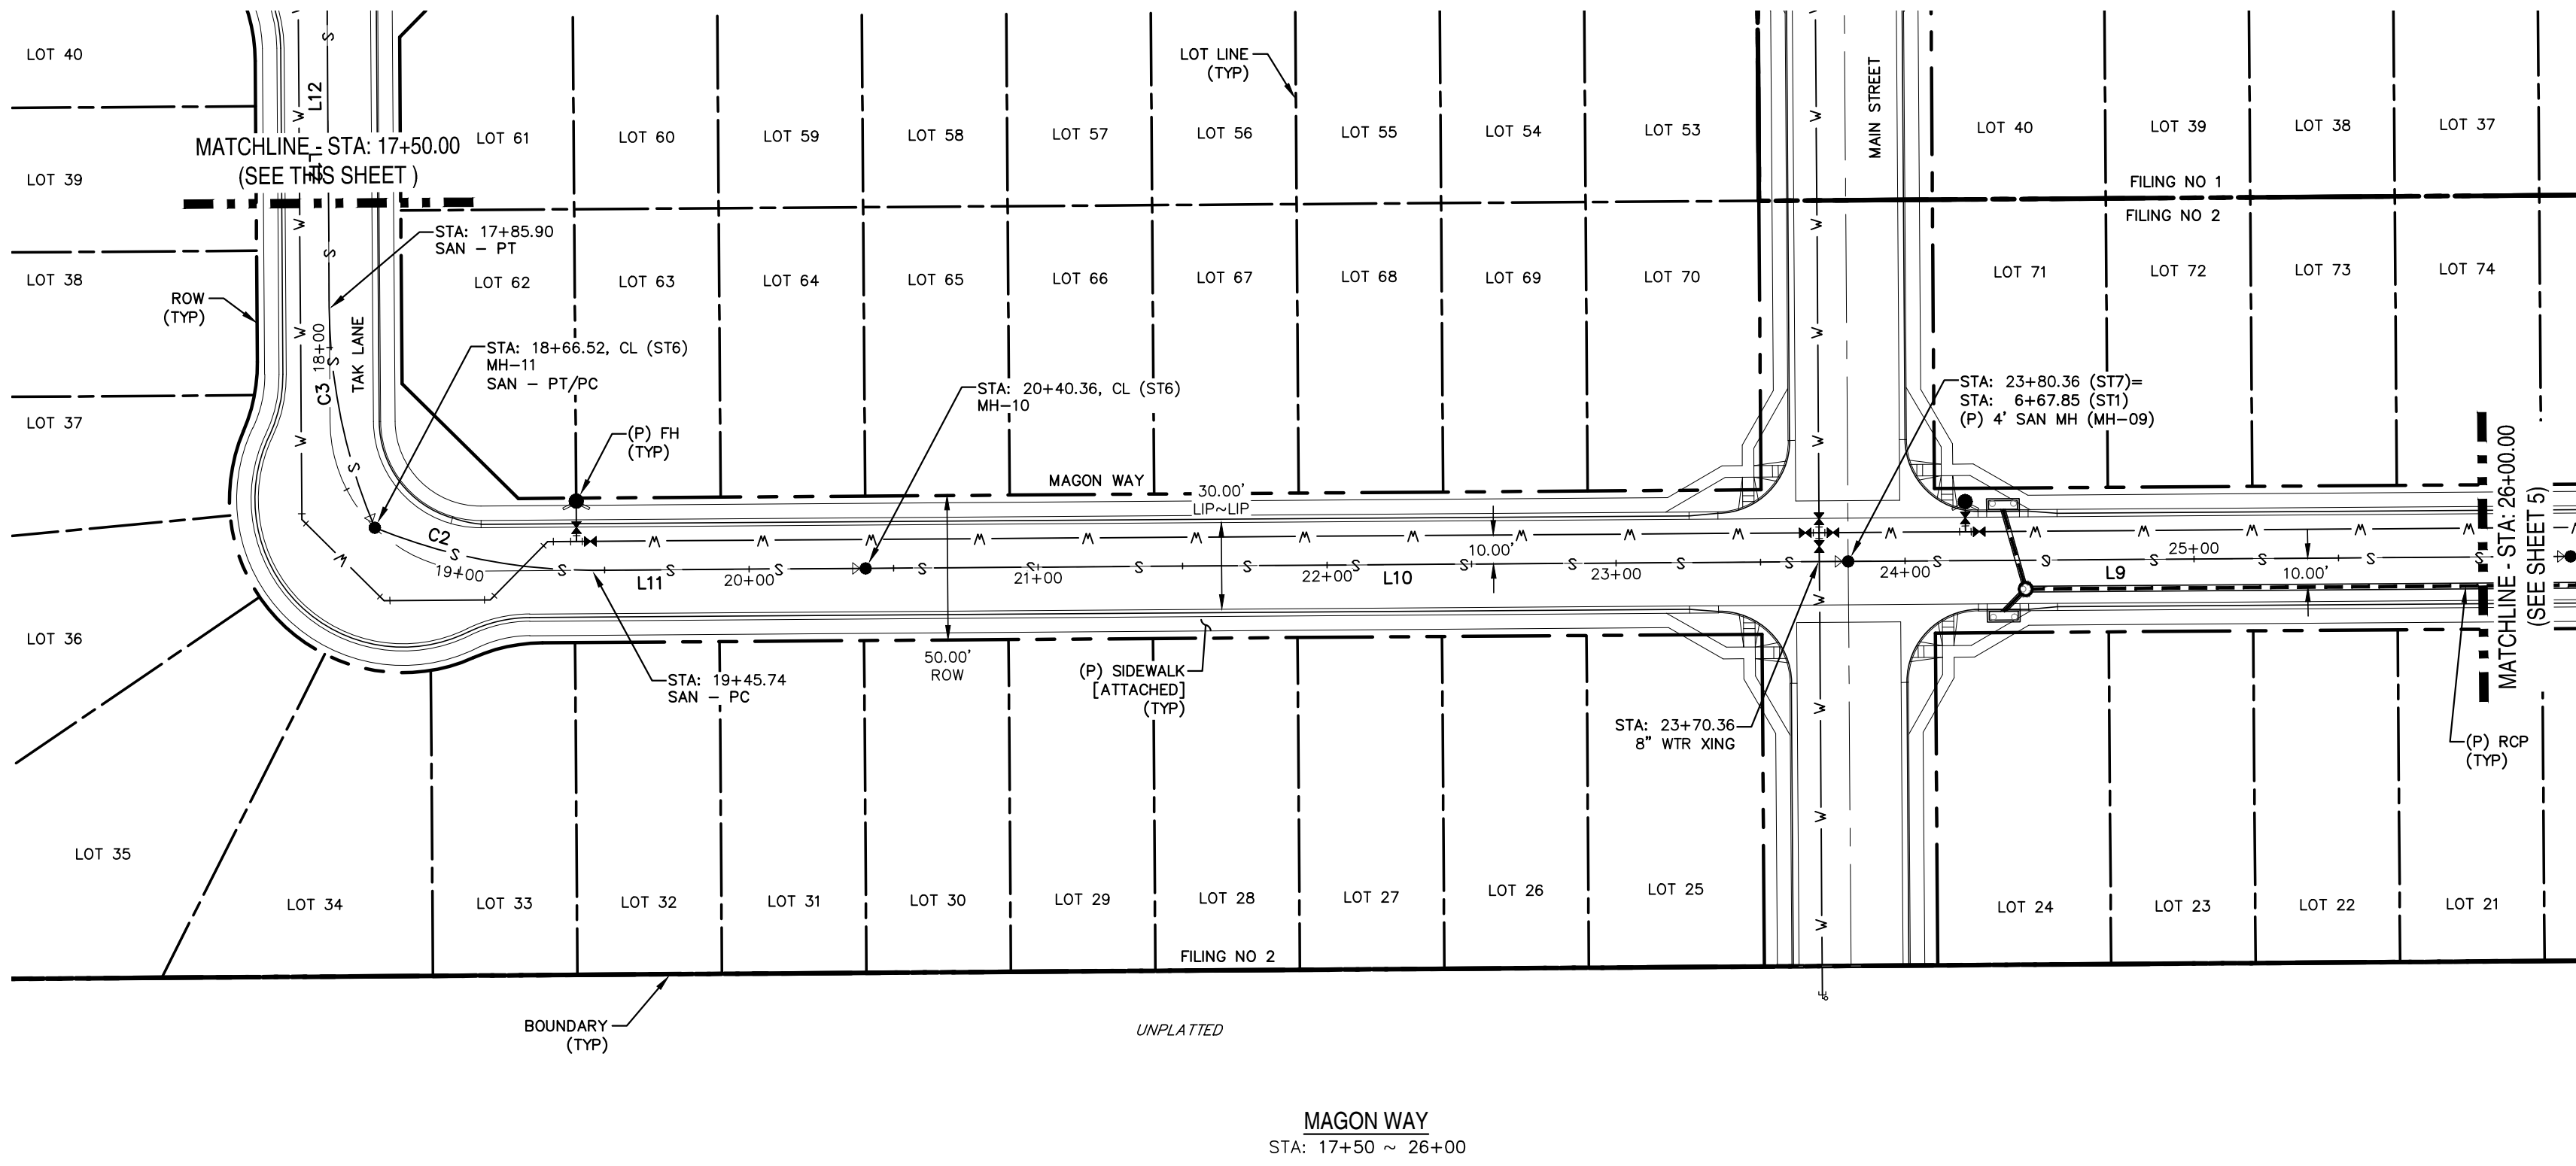 LOT 40
LOT 39
LOT 38
LOT 37
LOT 36
LOT 35
LOT 34
L12
L12
MATCHLINE - STA: 17+50.00
(SEE THIS SHEET )
STA: 17+85.90
SAN - PT
ROW
(TYP)
18+00
C3
TAK LANE
STA: 18+66.52, CL (ST6)
MH-11
SAN - PT/PC
LOT 61
LOT 60
LOT 59
LOT 58
LOT 57
LOT 56
LOT 55
LOT 54
LOT 53
LOT LINE
(TYP)
MAIN STREET
LOT 40
LOT 39
LOT 38
LOT 37
FILING NO 1
FILING NO 2
LOT 62
LOT 63
LOT 64
LOT 65
LOT 66
LOT 67
LOT 68
LOT 69
LOT 70
LOT 71
LOT 72
LOT 73
LOT 74
STA: 20+40.36, CL (ST6)
MH-10
STA: 23+80.36 (ST7)=
STA: 6+67.85 (ST1)
(P) 4' SAN MH (MH-09)
(P) FH
(TYP)
MAGON WAY
30.00'
LIP~LIP
10.00'
C2
19+00
L11
20+00
21+00
22+00
L10
23+00
24+00
L9
25+00
10.00'
MATCHLINE - STA: 26+00.00
(SEE SHEET 5)
50.00'
ROW
STA: 19+45.74
SAN - PC
(P) SIDEWALK
[ATTACHED]
(TYP)
STA: 23+70.36
8" WTR XING
(P) RCP
(TYP)
LOT 33
LOT 32
LOT 31
LOT 30
LOT 29
LOT 28
LOT 27
LOT 26
LOT 25
LOT 24
LOT 23
LOT 22
LOT 21
FILING NO 2
BOUNDARY
(TYP)
UNPLATTED
W W W W W W W W W W W W W W W W W W W W W W W W W W W W W W W W
S S S S S S S S S S S S S S S S S S S S S S S S
MAGON WAY
STA: 17+50 ~ 26+00